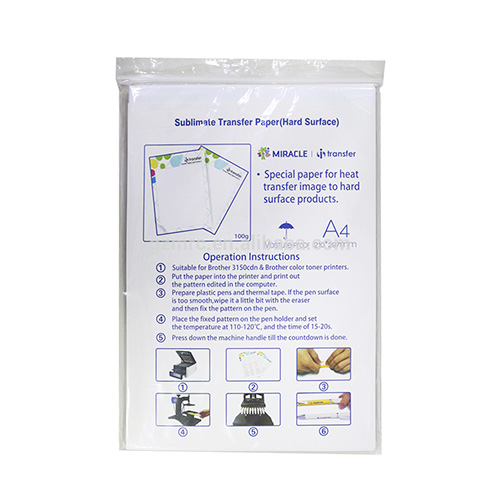 Sublimate Transfer Paper(Hard Surface)
transfer
transfer
100g
MIRACLE
transfer
• Special paper for heat
transfer image to hard
surface products.
A4
Operation Instructions
① Suitable for Brother 3150cdn & Brother color toner printers.
② Put the paper into the printer and print out
the pattern edited in the computer.
③ Prepare plastic pens and thermal tape. If the pen surface
is too smooth,wipe it a little bit with the eraser
and then fix the pattern on the pen.
④ Place the fixed pattern on the pen holder and set
the temperature at 110-120℃, and the time of 15-20s.
⑤ Press down the machine handle till the countdown is done.
① ② ③
④ ⑤ ⑥